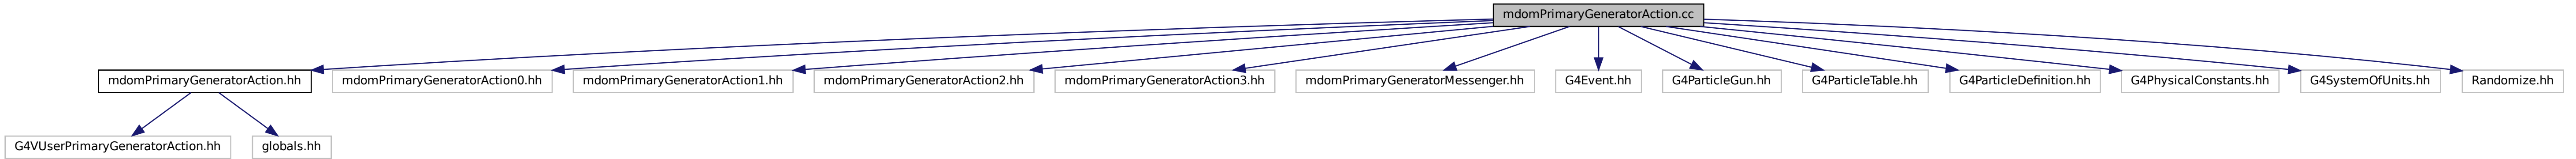 mdomPrimaryGeneratorAction.cc
mdomPrimaryGeneratorAction.hh
mdomPrimaryGeneratorAction0.hh
mdomPrimaryGeneratorAction1.hh
mdomPrimaryGeneratorAction2.hh
mdomPrimaryGeneratorAction3.hh
mdomPrimaryGeneratorMessenger.hh
G4Event.hh
G4ParticleGun.hh
G4ParticleTable.hh
G4ParticleDefinition.hh
G4PhysicalConstants.hh
G4SystemOfUnits.hh
Randomize.hh
G4VUserPrimaryGeneratorAction.hh
globals.hh